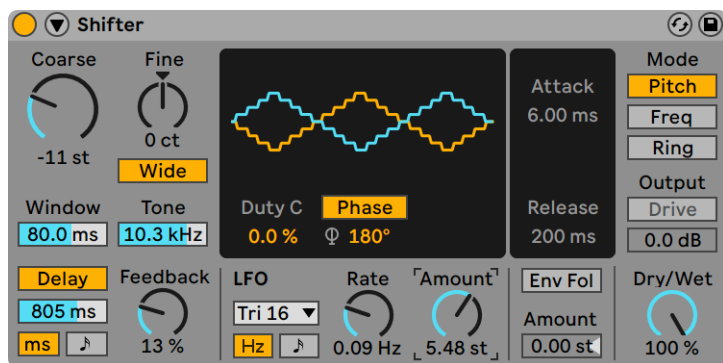 Shifter
Coarse
Fine
-11 st
0 ct
Wide
Window
Tone
80.0 ms
10.3 kHz
Delay
805 ms
ms
Feedback
13 %
Duty C
Phase
0.0 %
180°
Attack
6.00 ms
Release
200 ms
LFO
Tri 16
Hz
Rate
0.09 Hz
Amount
5.48 st
Env Fol
Amount
0.00 st
Mode
Pitch
Freq
Ring
Output
Drive
0.0 dB
Dry/Wet
100 %